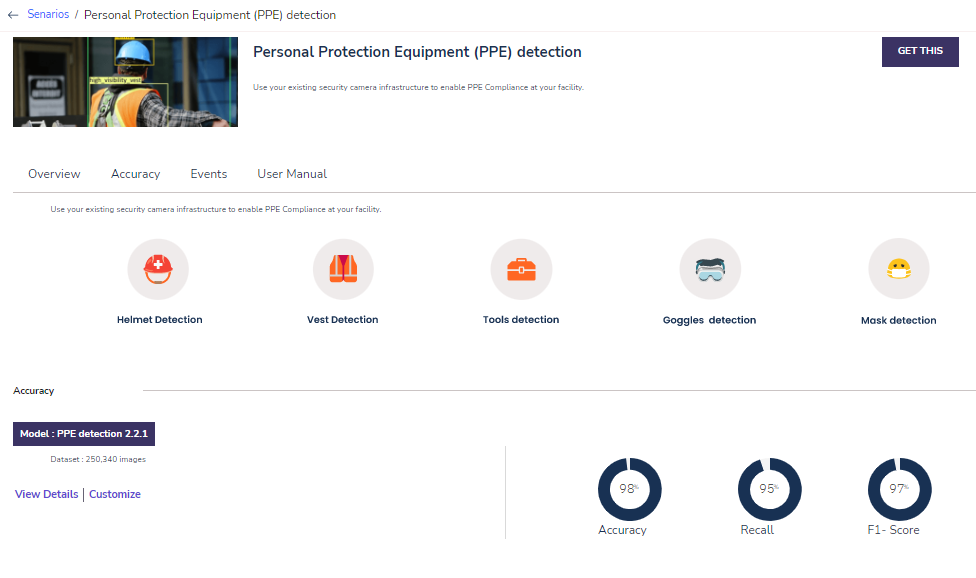 ← Senarios / Personal Protection Equipment (PPE) detection
high_visibility_vest
Personal Protection Equipment (PPE) detection
GET THIS
Use your existing security camera infrastructure to enable PPE Compliance at your facility.
Overview Accuracy Events User Manual
Use your existing security camera infrastructure to enable PPE Compliance at your facility.
Helmet Detection Vest Detection Tools detection Goggles detection Mask detection
Accuracy
Model : PPE detection 2.2.1
Dataset : 250,340 images
View Details | Customize
98% 95% 97%
Accuracy Recall F1- Score